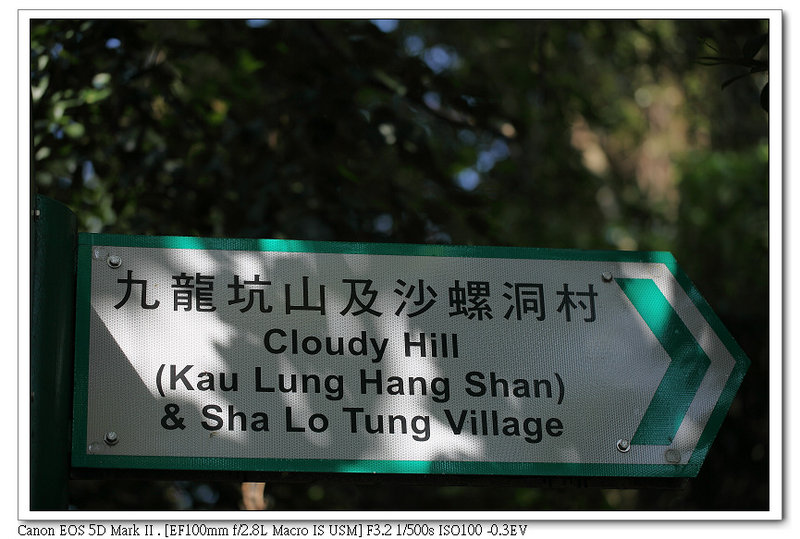 九龍坑山及沙螺洞村
Cloudy Hill
(Kau Lung Hang Shan)
& Sha Lo Tung Village
Canon EOS 5D Mark II . [EF100mm f/2.8L Macro IS USM] F3.2 1/500s ISO100 -0.3EV